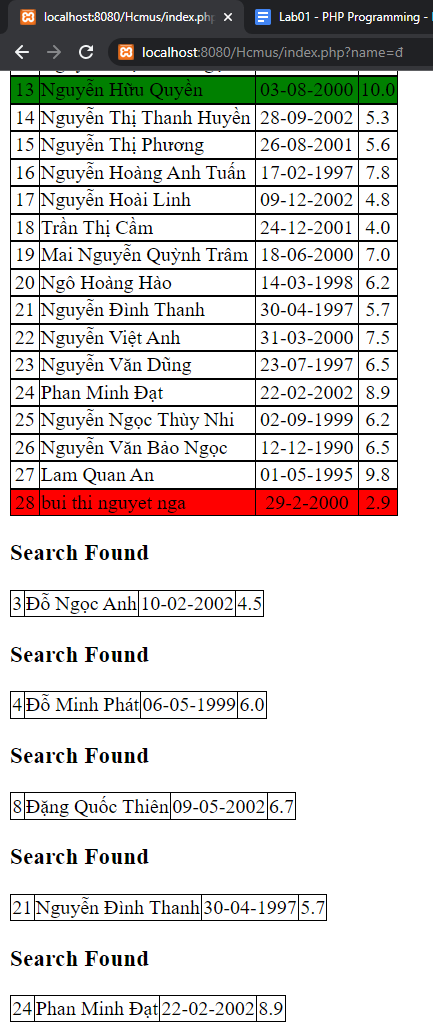 localhost:8080/Hcmus/index.php Lab01 - PHP Programming -
localhost:8080/Hcmus/index.php?name=đ
13 Nguyễn Hữu Quyền 03-08-2000 10.0
14 Nguyễn Thị Thanh Huyền 28-09-2002 5.3
15 Nguyễn Thị Phương 26-08-2001 5.6
16 Nguyễn Hoàng Anh Tuấn 17-02-1997 7.8
17 Nguyễn Hoài Linh 09-12-2002 4.8
18 Trần Thị Cầm 24-12-2001 4.0
19 Mai Nguyễn Quỳnh Trâm 18-06-2000 7.0
20 Ngô Hoàng Hào 14-03-1998 6.2
21 Nguyễn Đình Thanh 30-04-1997 5.7
22 Nguyễn Việt Anh 31-03-2000 7.5
23 Nguyễn Văn Dũng 23-07-1997 6.5
24 Phan Minh Đạt 22-02-2002 8.9
25 Nguyễn Ngọc Thùy Nhi 02-09-1999 6.2
26 Nguyễn Văn Bảo Ngọc 12-12-1990 6.5
27 Lam Quan An 01-05-1995 9.8
28 bui thi nguyet nga 29-2-2000 2.9
Search Found
3 Đỗ Ngọc Anh 10-02-2002 4.5
Search Found
4 Đỗ Minh Phát 06-05-1999 6.0
Search Found
8 Đặng Quốc Thiên 09-05-2002 6.7
Search Found
21 Nguyễn Đình Thanh 30-04-1997 5.7
Search Found
24 Phan Minh Đạt 22-02-2002 8.9